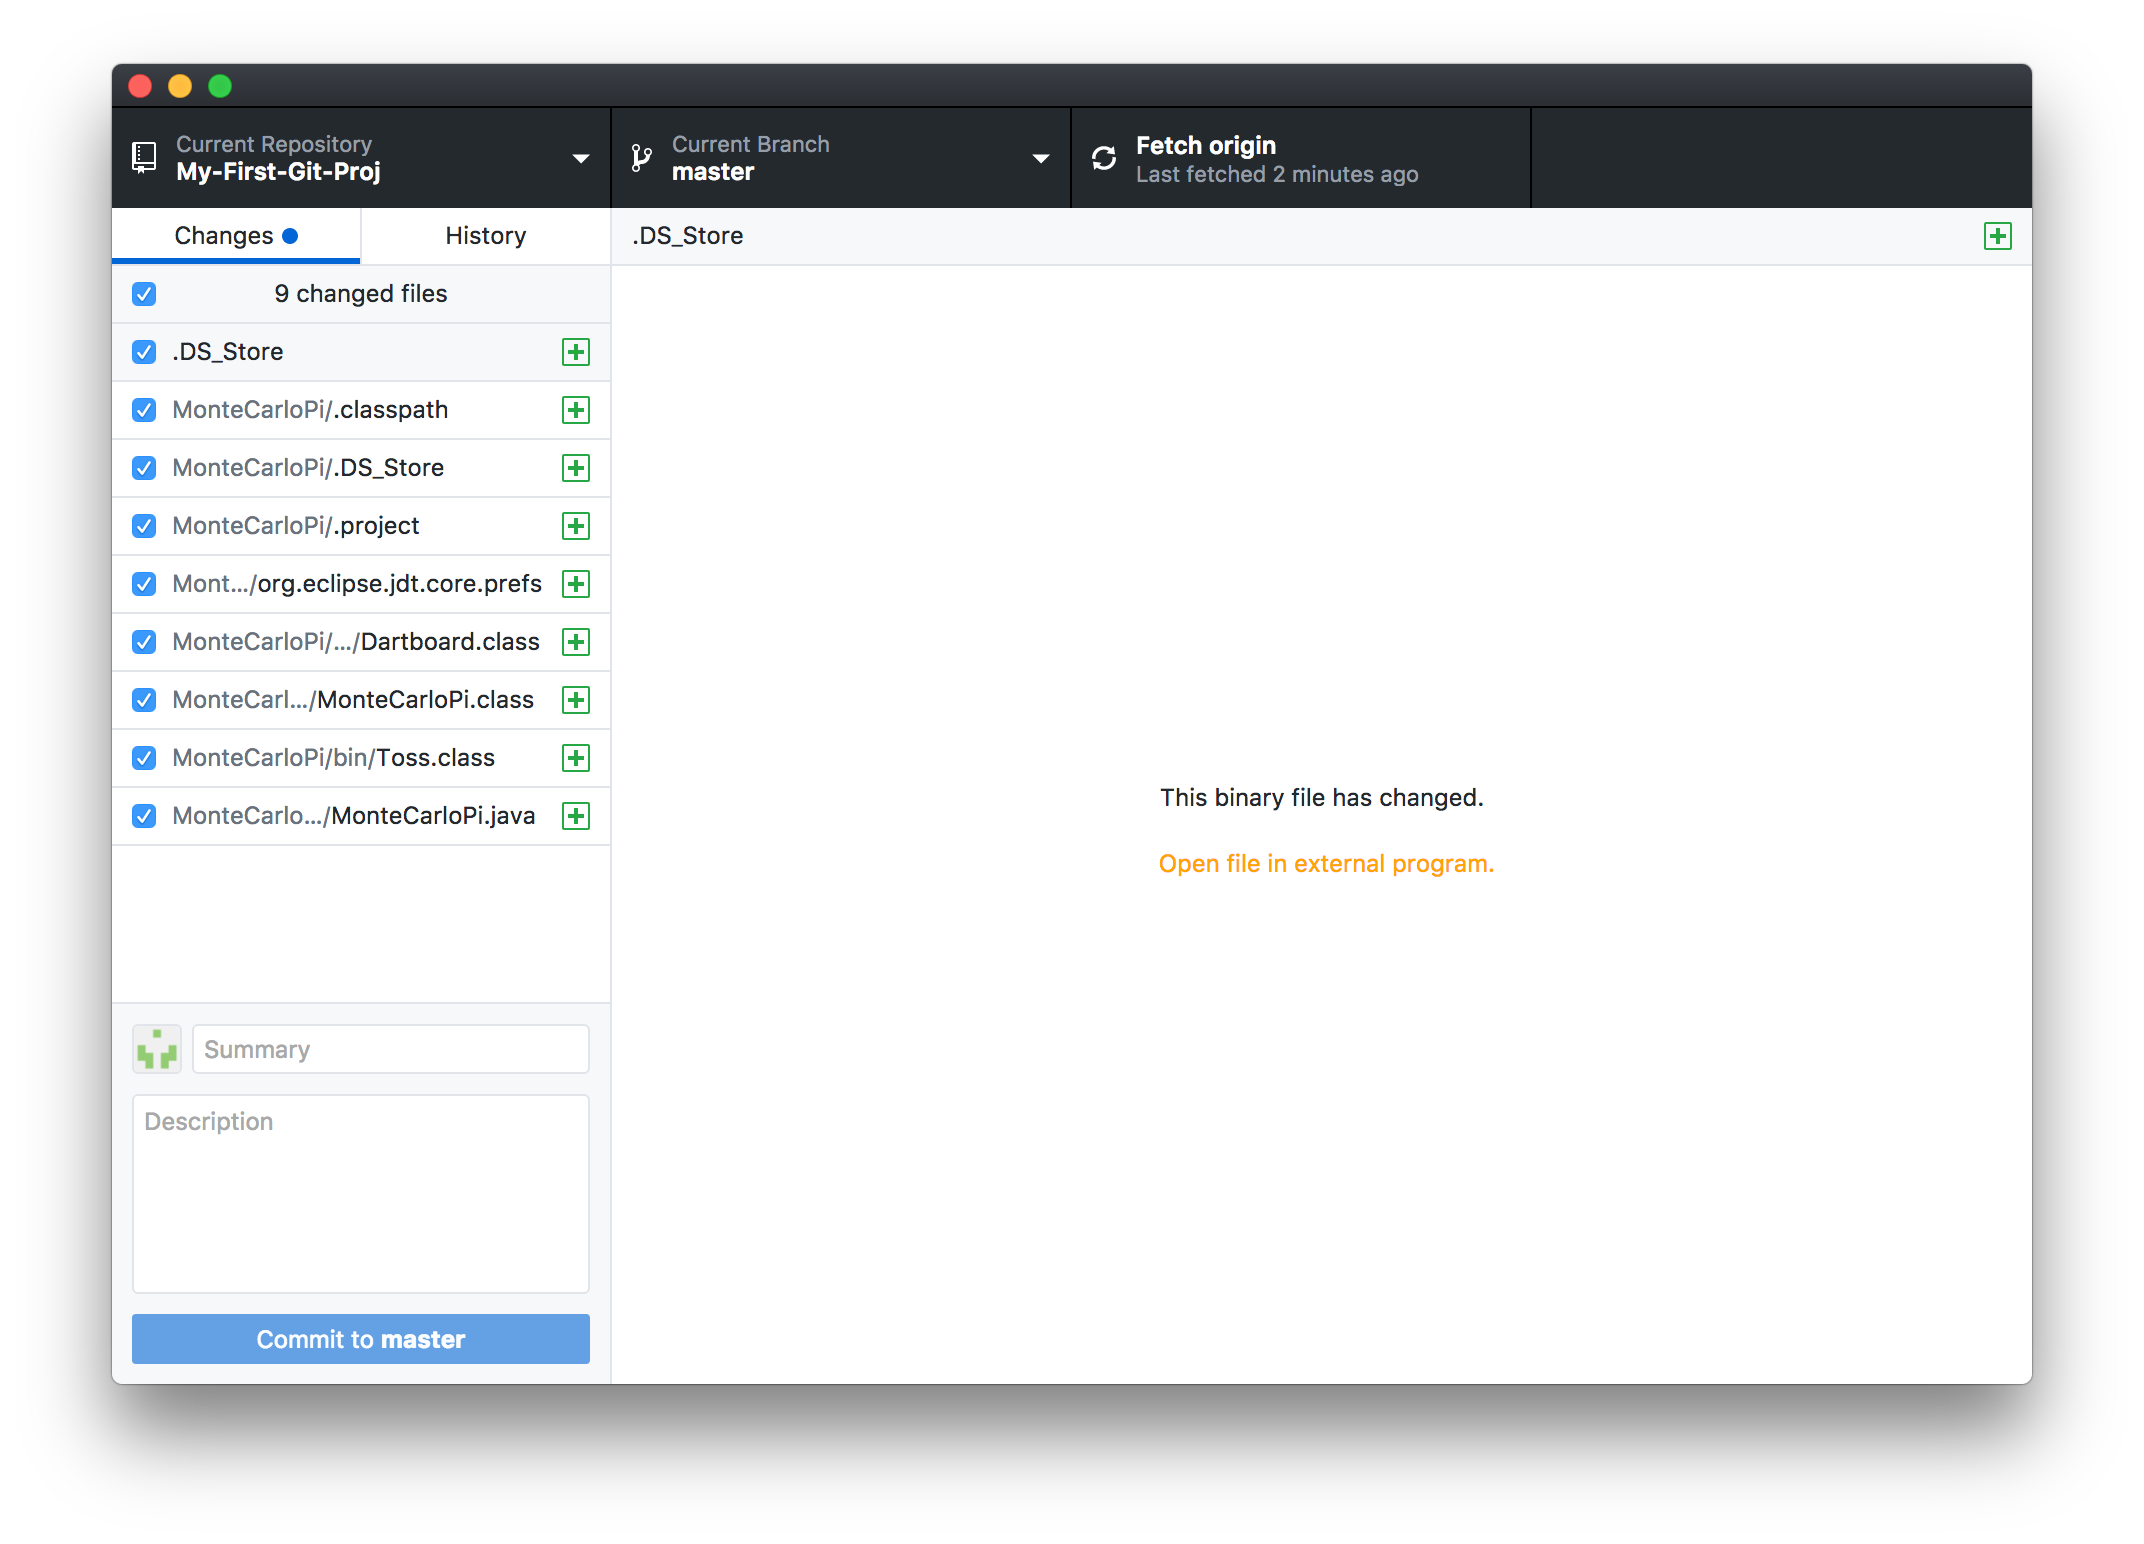 Current Repository
My-First-Git-Proj
Current Branch
master
Fetch origin
Last fetched 2 minutes ago
Changes
History
.DS_Store
9 changed files
.DS_Store
MonteCarloPi/.classpath
MonteCarloPi/.DS_Store
MonteCarloPi/.project
Mont.../org.eclipse.jdt.core.prefs
MonteCarloPi/.../Dartboard.class
MonteCarl.../MonteCarloPi.class
MonteCarloPi/bin/Toss.class
MonteCarlo.../MonteCarloPi.java
This binary file has changed.
Open file in external program.
Summary
Description
Commit to master